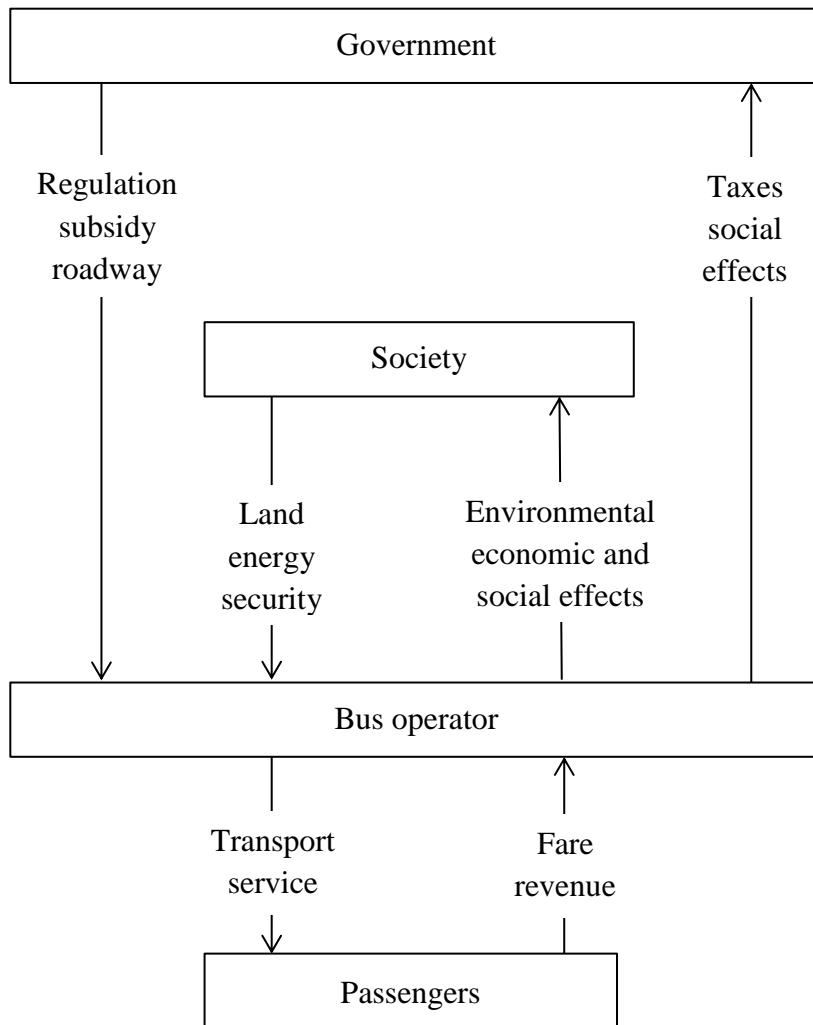 Government
Regulation
subsidy
roadway
Taxes
social
effects
Society
Land
energy
security
Environmental
economic and
social effects
Bus operator
Transport
service
Fare
revenue
Passengers